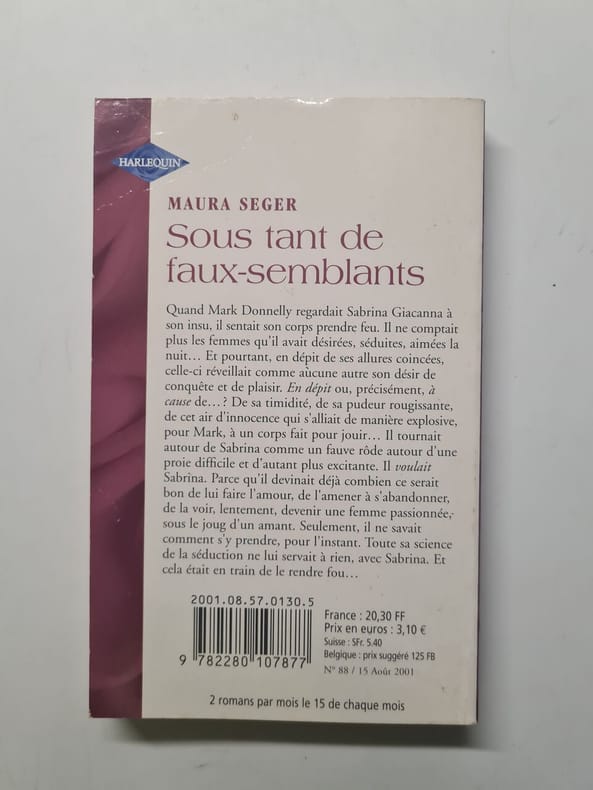 HARLEQUIN
MAURA SEGER
Sous tant de
faux-semblants
Quand Mark Donnelly regardait Sabrina Giacanna à
son insu, il sentait son corps prendre feu. Il ne comptait
plus les femmes qu'il avait désirées, séduites, aimées la
nuit… Et pourtant, en dépit de ses allures coincées,
celle-ci réveillait comme aucune autre son désir de
conquête et de plaisir. En dépit ou, précisément, à
cause de…? De sa timidité, de sa pudeur rougissante,
de cet air d'innocence qui s'alliait de manière explosive,
pour Mark, à un corps fait pour jouir… Il tournait
autour de Sabrina comme un fauve rôde autour d'une
proie difficile et d'autant plus excitante. Il voulait
Sabrina. Parce qu'il devinait déjà combien ce serait
bon de lui faire l'amour, de l'amener à s'abandonner,
de la voir, lentement, devenir une femme passionnée,
sous le joug d'un amant. Seulement, il ne savait
comment s'y prendre, pour l'instant. Toute sa science
de la séduction ne lui servait à rien, avec Sabrina. Et
cela était en train de le rendre fou…
2001.08.57.0130.5
9 782280 107877
France : 20,30 FF
Prix en euros : 3,10 €
Suisse : SFr. 5.40
Belgique : prix suggéré 125 FB
N° 88 / 15 Août 2001
2 romans par mois le 15 de chaque mois